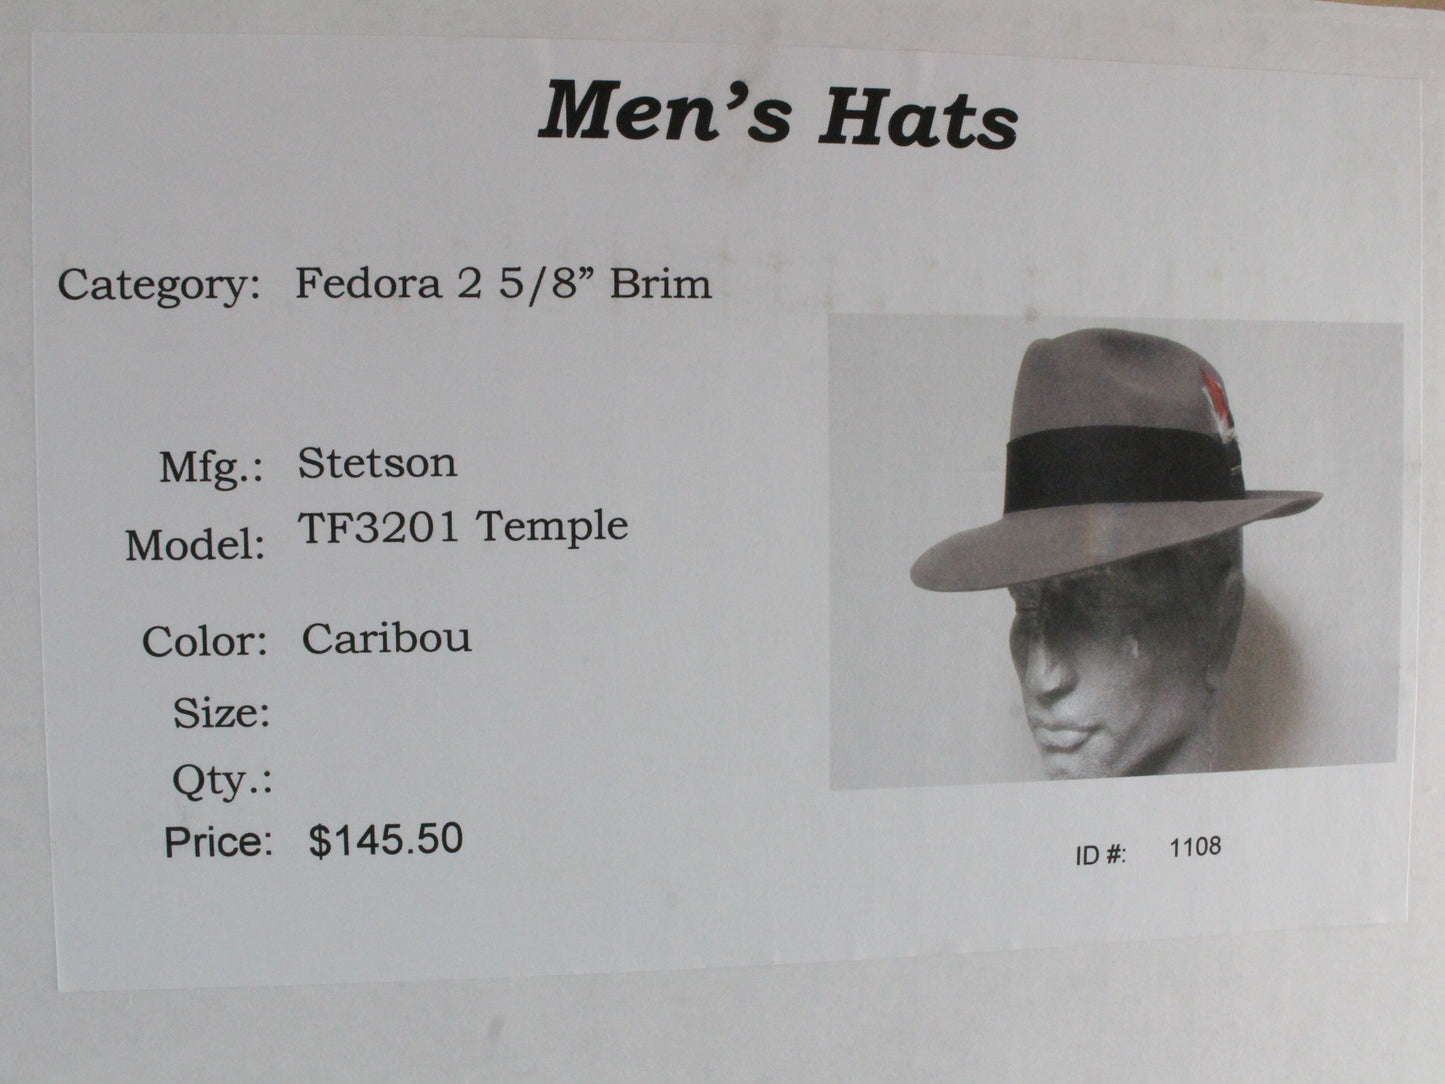 Men’s Hats
Category: Fedora 2 5/8” Brim
Mfg.: Stetson
Model: TF3201 Temple
Color: Caribou
Size:
Qty.:
Price: $145.50
ID #: 1108